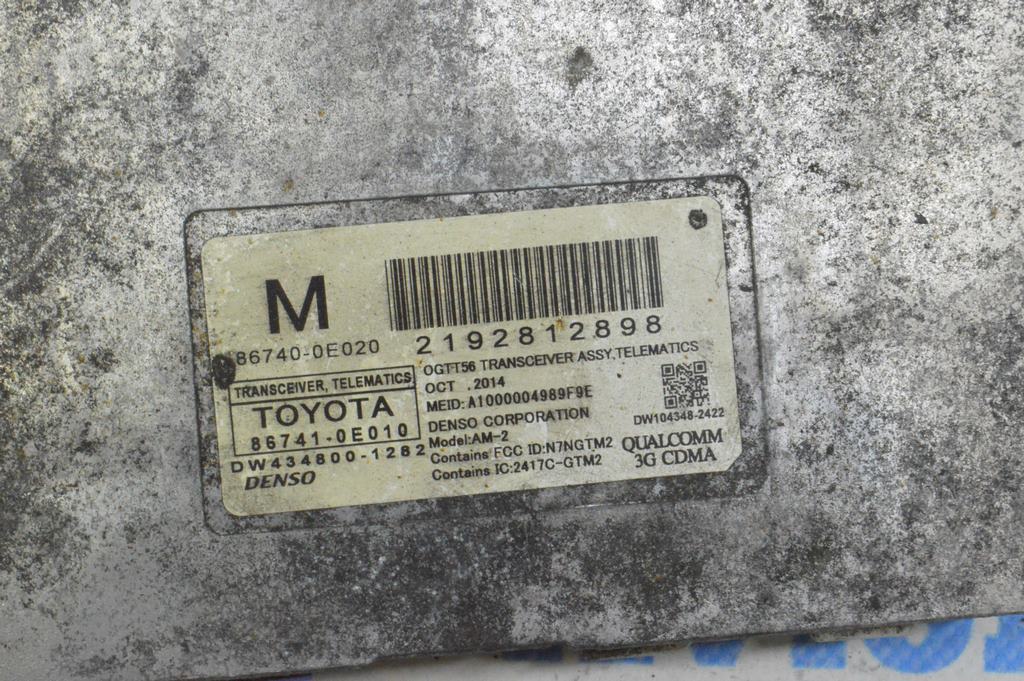 M
2192812898
86740-0E020
OGTT56 TRANSCEIVER ASSY,TELEMATICS
OCT .2014
MEID:A1000004989F9E
TRANSCEIVER, TELEMATICS
TOYOTA
86741-0E010
DW434800-1282
DENSO
DENSO CORPORATION
Model:AM-2
Contains FCC ID:N7NGTM2
Contains IC:2417C-GTM2
DW104348-2422
QUALCOMM
3G CDMA